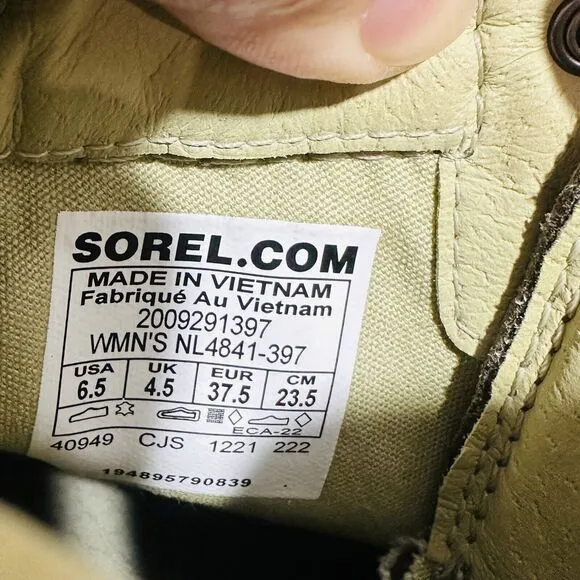 SOREL.COM
MADE IN VIETNAM
Fabriqué Au Vietnam
2009291397
WMN'S NL4841-397
USA UK EUR CM
6.5 4.5 37.5 23.5
ECA-22
40949 CJS 1221 222
194895790839